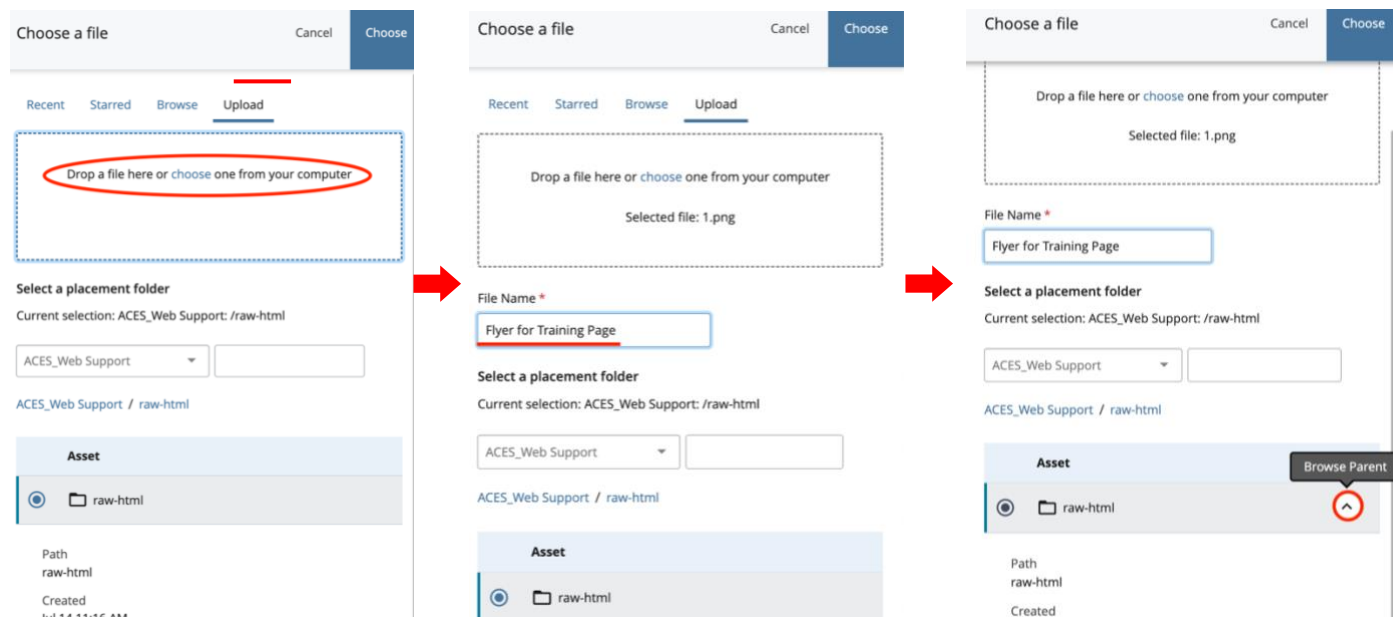 Choose a file Cancel Choose
Recent Starred Browse Upload
Drop a file here or choose one from your computer
Select a placement folder
Current selection: ACES_Web Support: /raw-html
ACES_Web Support
ACES_Web Support / raw-html
Asset
raw-html
Path
raw-html
Created
Jul 14 11:16 AM
Choose a file Cancel Choose
Recent Starred Browse Upload
Drop a file here or choose one from your computer
Selected file: 1.png
File Name *
Flyer for Training Page
Select a placement folder
Current selection: ACES_Web Support: /raw-html
ACES_Web Support
ACES_Web Support / raw-html
Asset
raw-html
Choose a file Cancel Choose
Drop a file here or choose one from your computer
Selected file: 1.png
File Name *
Flyer for Training Page
Select a placement folder
Current selection: ACES_Web Support: /raw-html
ACES_Web Support
ACES_Web Support / raw-html
Asset
Browse Parent
raw-html
Path
raw-html
Created